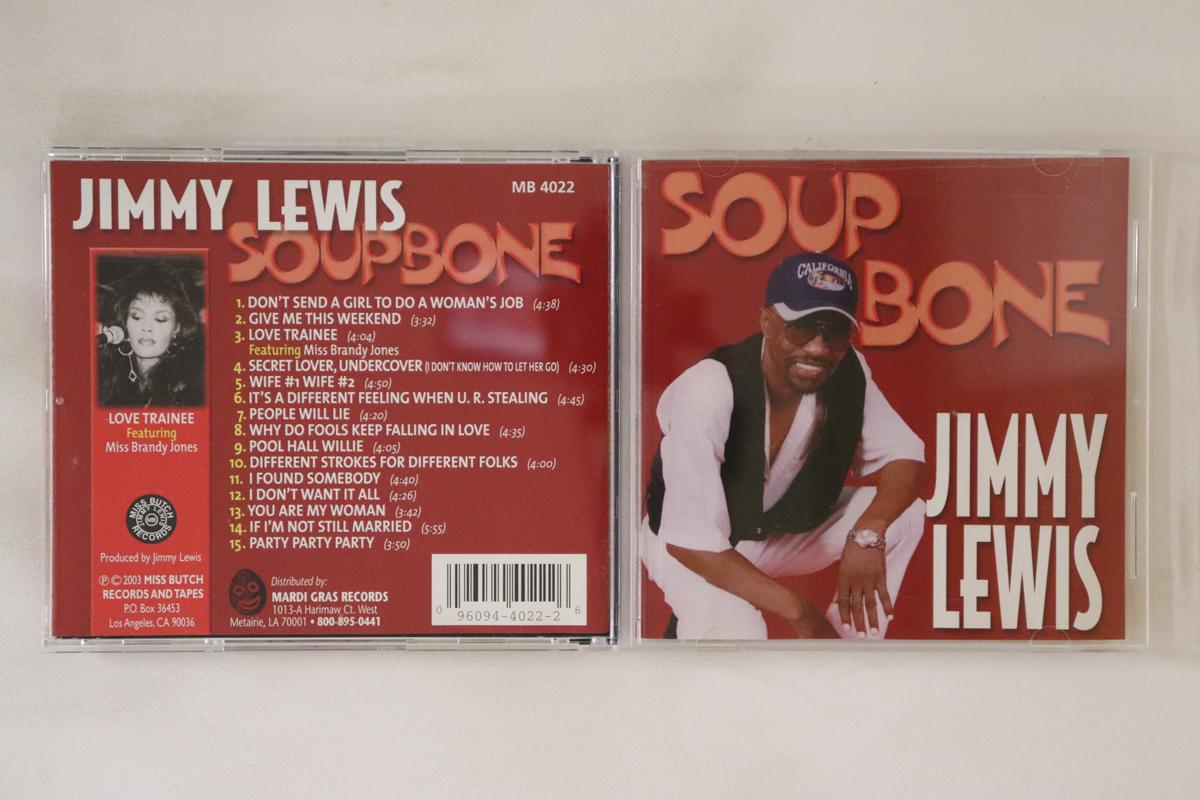 JIMMY LEWIS
MB 4022
SOUPBONE
1. DON'T SEND A GIRL TO DO A WOMAN'S JOB (4:38)
2. GIVE ME THIS WEEKEND (3:32)
3. LOVE TRAINEE (4:04)
Featuring Miss Brandy Jones
4. SECRET LOVER, UNDERCOVER (I DON'T KNOW HOW TO LET HER GO) (4:30)
5. WIFE #1 WIFE #2 (4:50)
6. IT'S A DIFFERENT FEELING WHEN U. R. STEALING (4:45)
7. PEOPLE WILL LIE (4:20)
8. WHY DO FOOLS KEEP FALLING IN LOVE (4:35)
9. POOL HALL WILLIE (4:05)
10. DIFFERENT STROKES FOR DIFFERENT FOLKS (4:00)
11. I FOUND SOMEBODY (4:40)
12. I DON'T WANT IT ALL (4:26)
13. YOU ARE MY WOMAN (3:42)
14. IF I'M NOT STILL MARRIED (5:55)
15. PARTY PARTY PARTY (3:50)
LOVE TRAINEE
Featuring
Miss Brandy Jones
MISS BUTCH
JIMMY LEWIS
MB
RECORDS
Produced by Jimmy Lewis
℗ © 2003 MISS BUTCH
RECORDS AND TAPES
P.O. Box 36453
Los Angeles, CA 90036
Distributed by:
MARDI GRAS RECORDS
1013-A Harimaw Ct. West
Metairie, LA 70001 • 800-895-0441
0 96094-4022-2 6
SOUP
BONE
CALIFORNIA
JIMMY
LEWIS